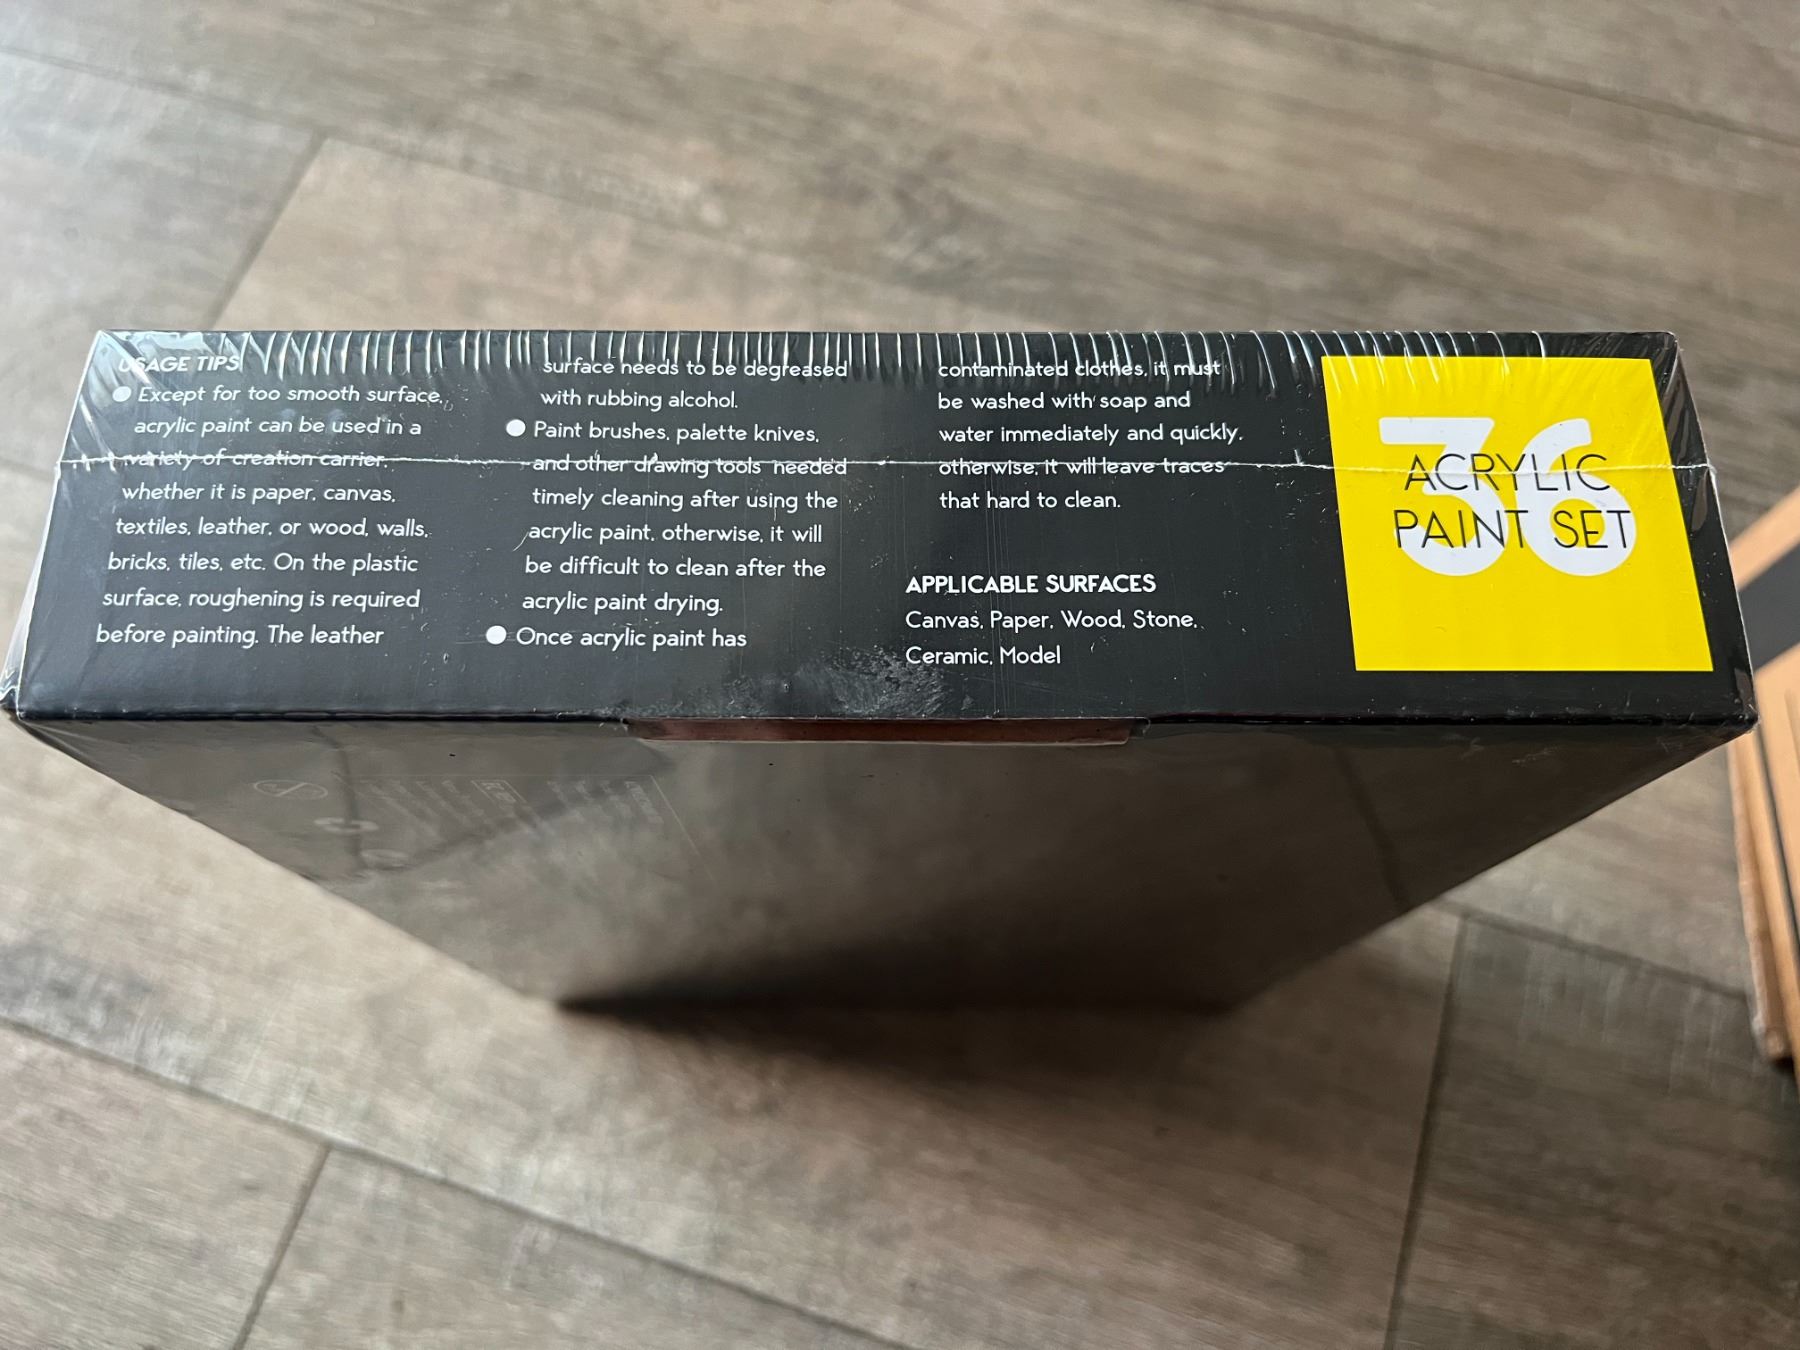 USAGE TIPS
● Except for too smooth surface,
acrylic paint can be used in a
variety of creation carrier,
whether it is paper, canvas,
textiles, leather, or wood, walls,
bricks, tiles, etc. On the plastic
surface, roughening is required
before painting. The leather
surface needs to be degreased
with rubbing alcohol.
● Paint brushes, palette knives,
and other drawing tools needed
timely cleaning after using the
acrylic paint, otherwise, it will
be difficult to clean after the
acrylic paint drying.
● Once acrylic paint has
contaminated clothes, it must
be washed with soap and
water immediately and quickly,
otherwise, it will leave traces
that hard to clean.
APPLICABLE SURFACES
Canvas, Paper, Wood, Stone,
Ceramic, Model
36
ACRYLIC
PAINT SET